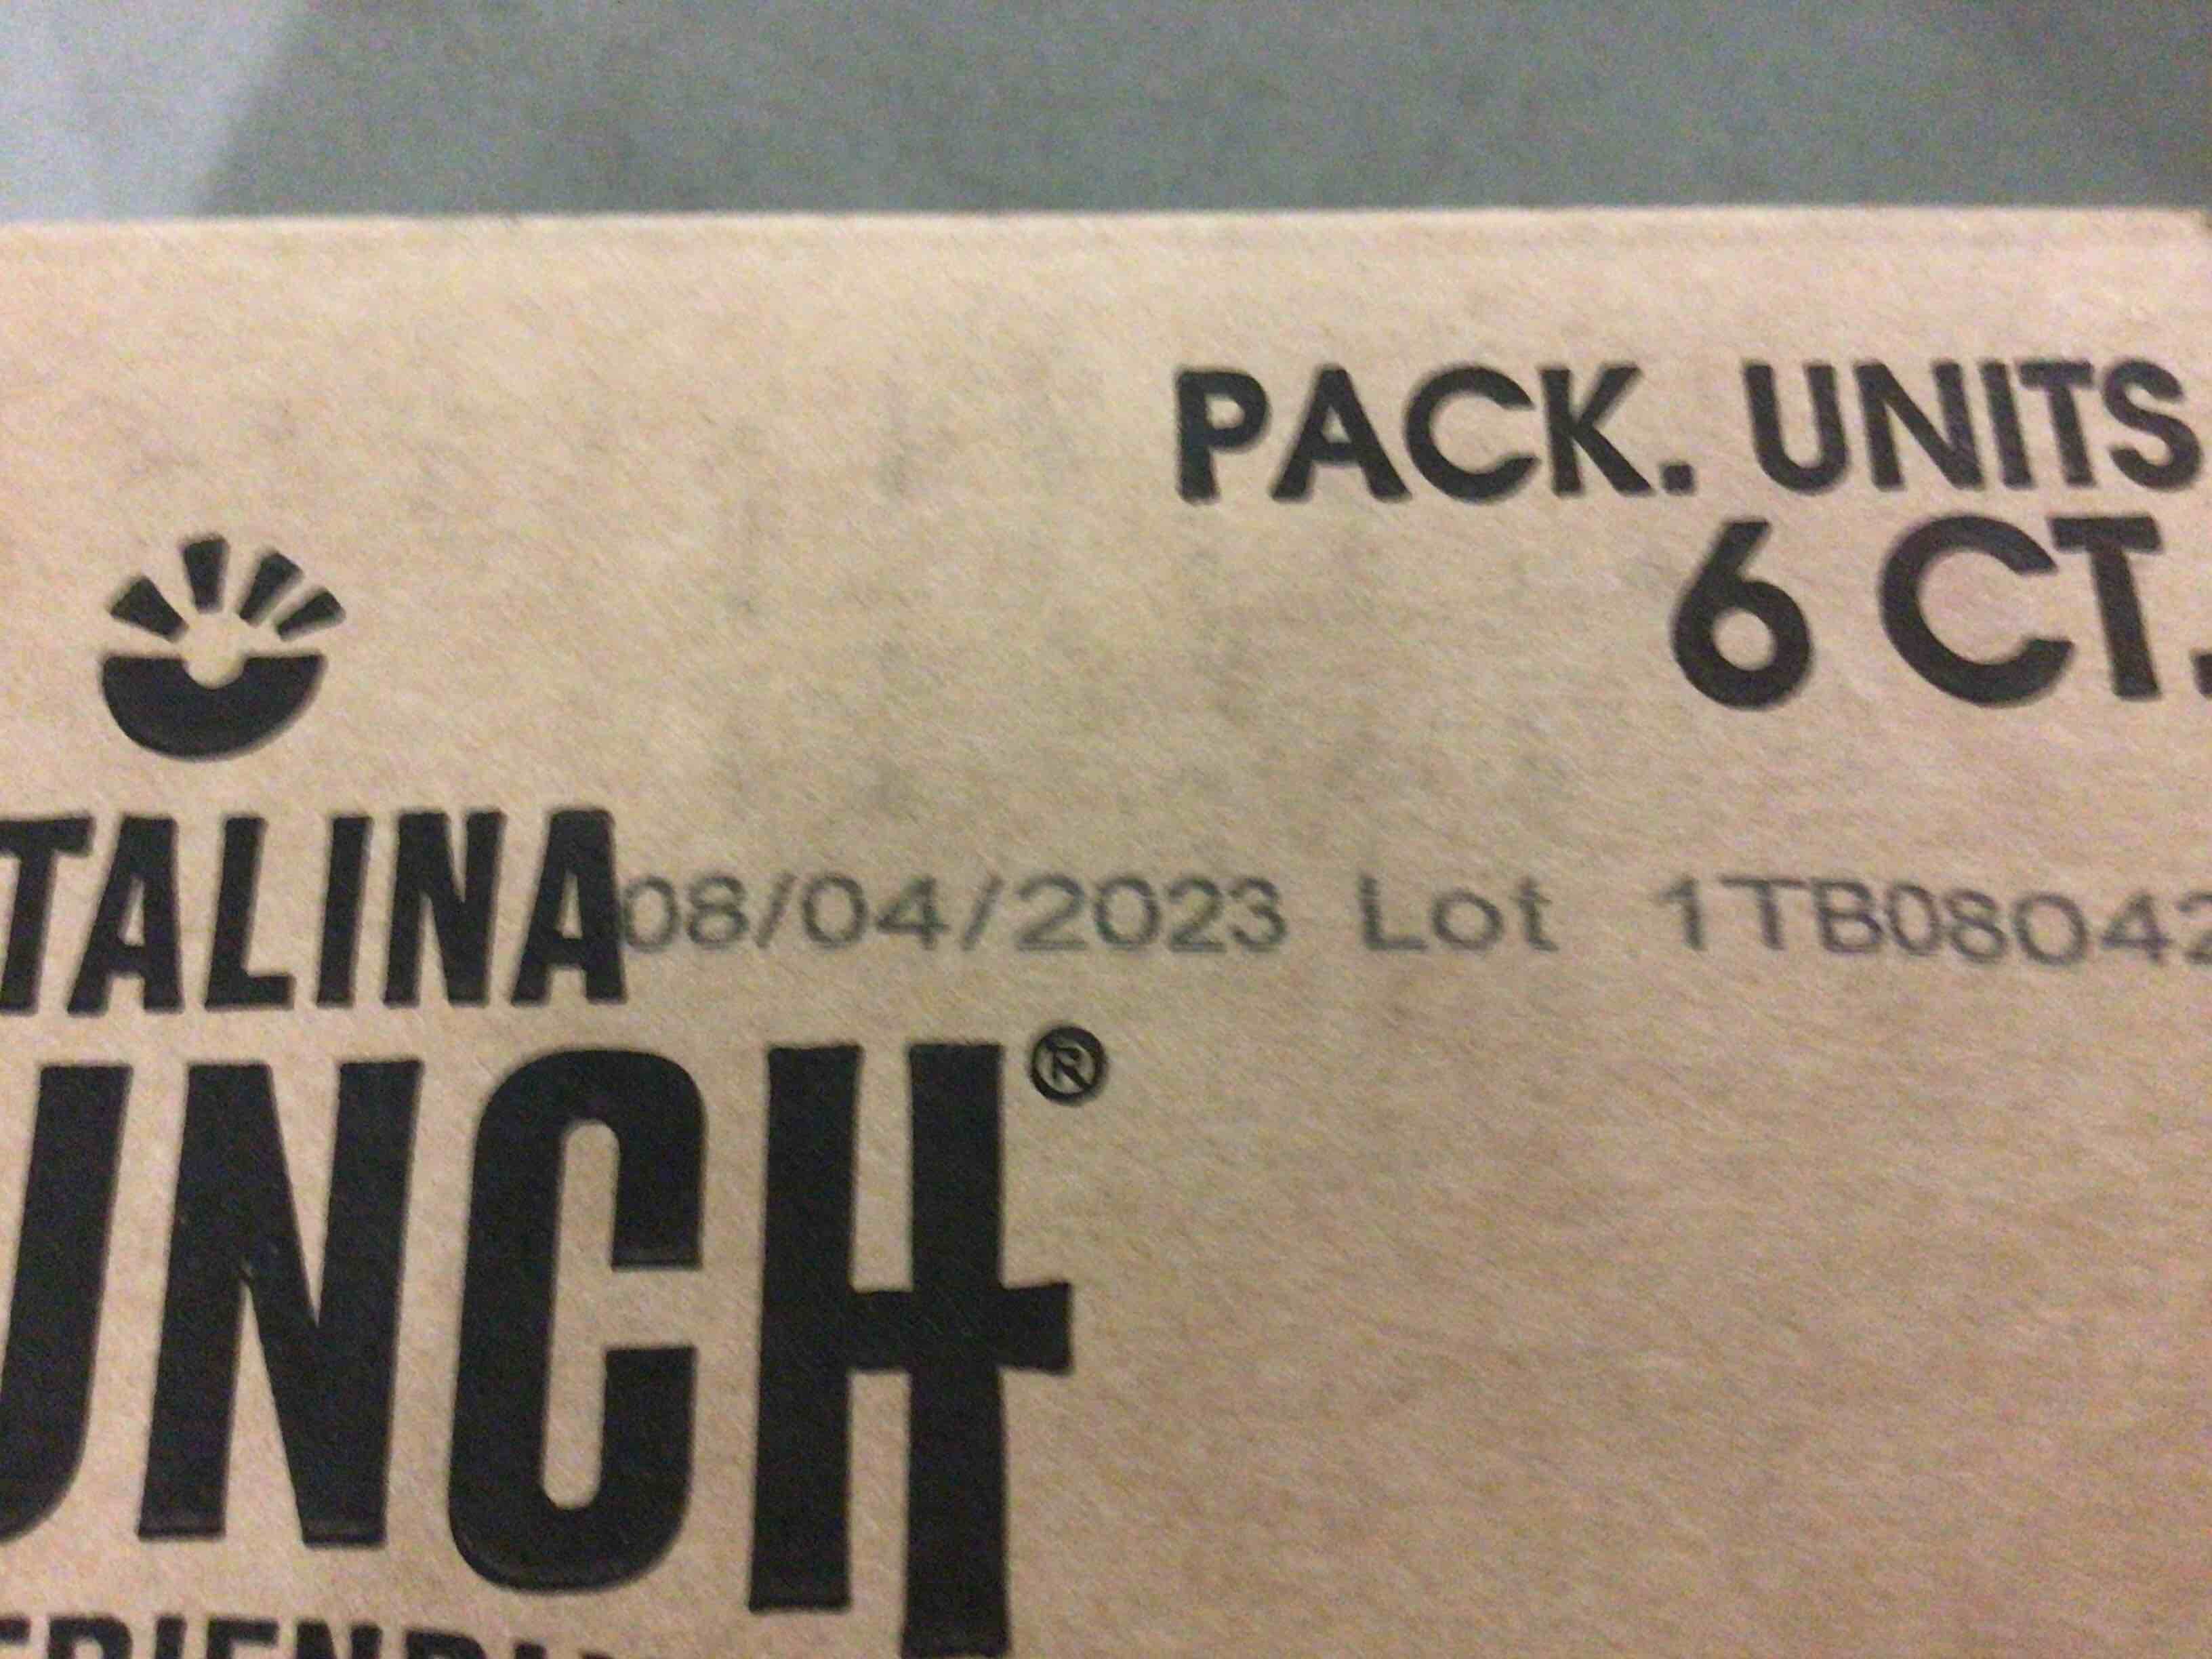 PACK. UNITS
6 CT.
TALINA
08/04/2023 Lot 1TB08042
UNCH®